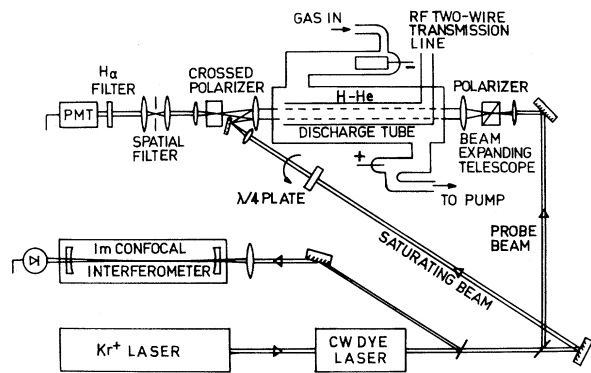 GAS IN
RF TWO-WIRE
TRANSMISSION
LINE
Hα
FILTER
CROSSED
POLARIZER
POLARIZER
H-He
PMT
SPATIAL
FILTER
DISCHARGE TUBE
BEAM
EXPANDING
TELESCOPE
+
−
λ/4 PLATE
TO PUMP
PROBE
BEAM
SATURATING BEAM
1m CONFOCAL
INTERFEROMETER
Kr+ LASER
CW DYE
LASER